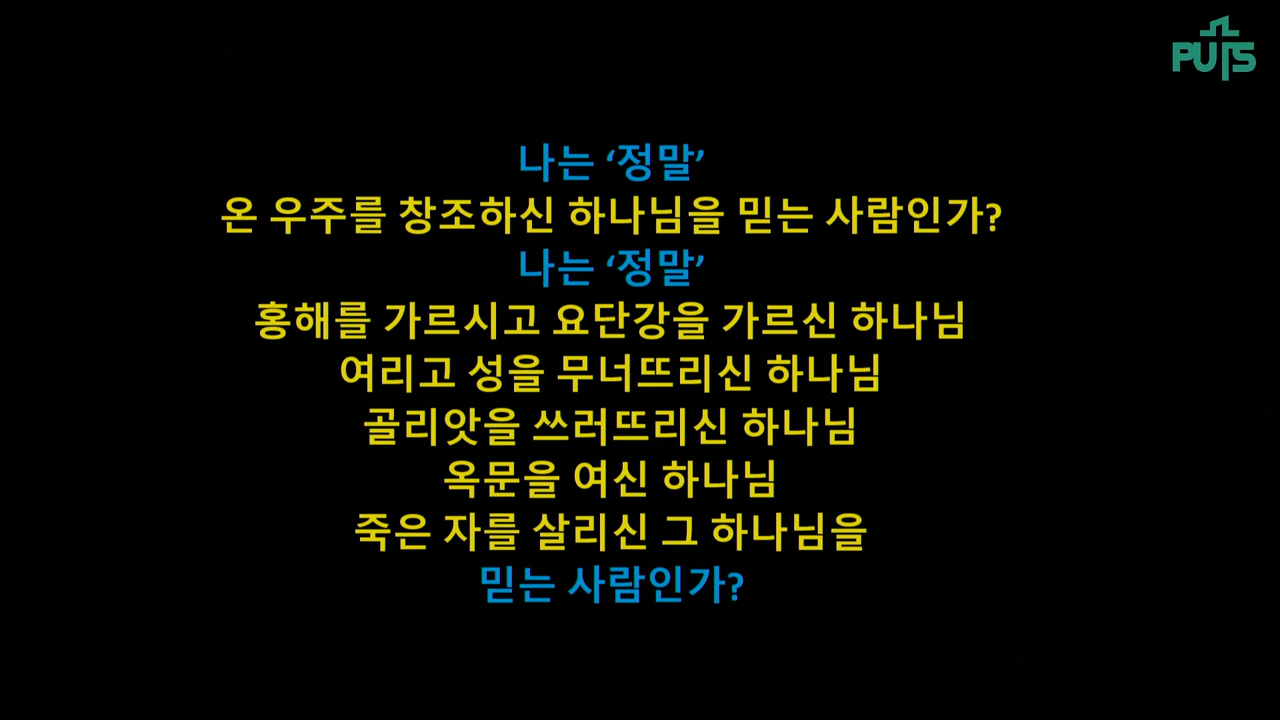 PUTS
나는 ‘정말’
온 우주를 창조하신 하나님을 믿는 사람인가?
나는 ‘정말’
홍해를 가르시고 요단강을 가르신 하나님
여리고 성을 무너뜨리신 하나님
골리앗을 쓰러뜨리신 하나님
옥문을 여신 하나님
죽은 자를 살리신 그 하나님을
믿는 사람인가?